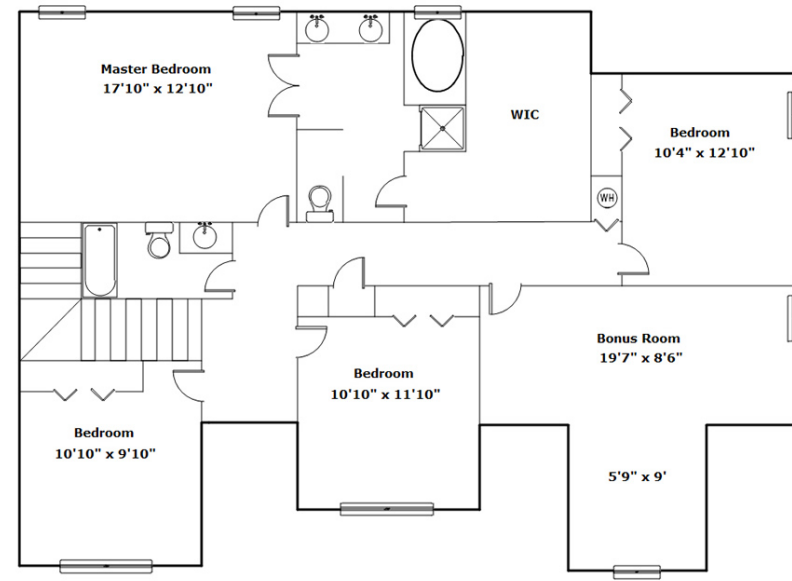 Master Bedroom
17'10" x 12'10"
WIC
Bedroom
10'4" x 12'10"
WH
Bonus Room
19'7" x 8'6"
Bedroom
10'10" x 11'10"
Bedroom
10'10" x 9'10"
5'9" x 9'